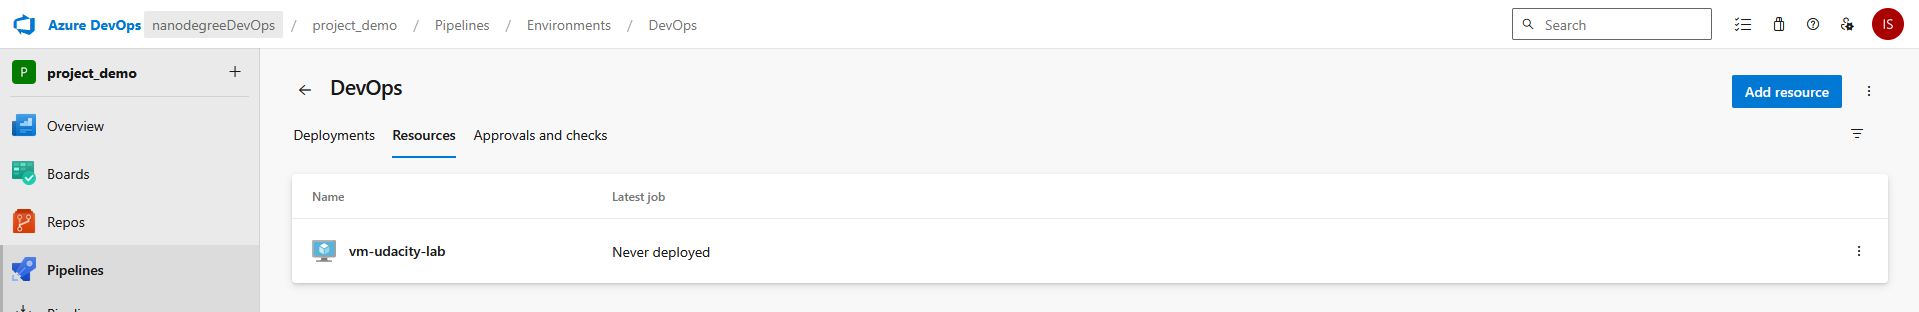 Azure DevOps nanodegreeDevOps / project_demo / Pipelines / Environments / DevOps
Search
IS
P project_demo +
Overview
Boards
Repos
Pipelines
DevOps
Add resource
Deployments Resources Approvals and checks
Name Latest job
vm-udacity-lab Never deployed